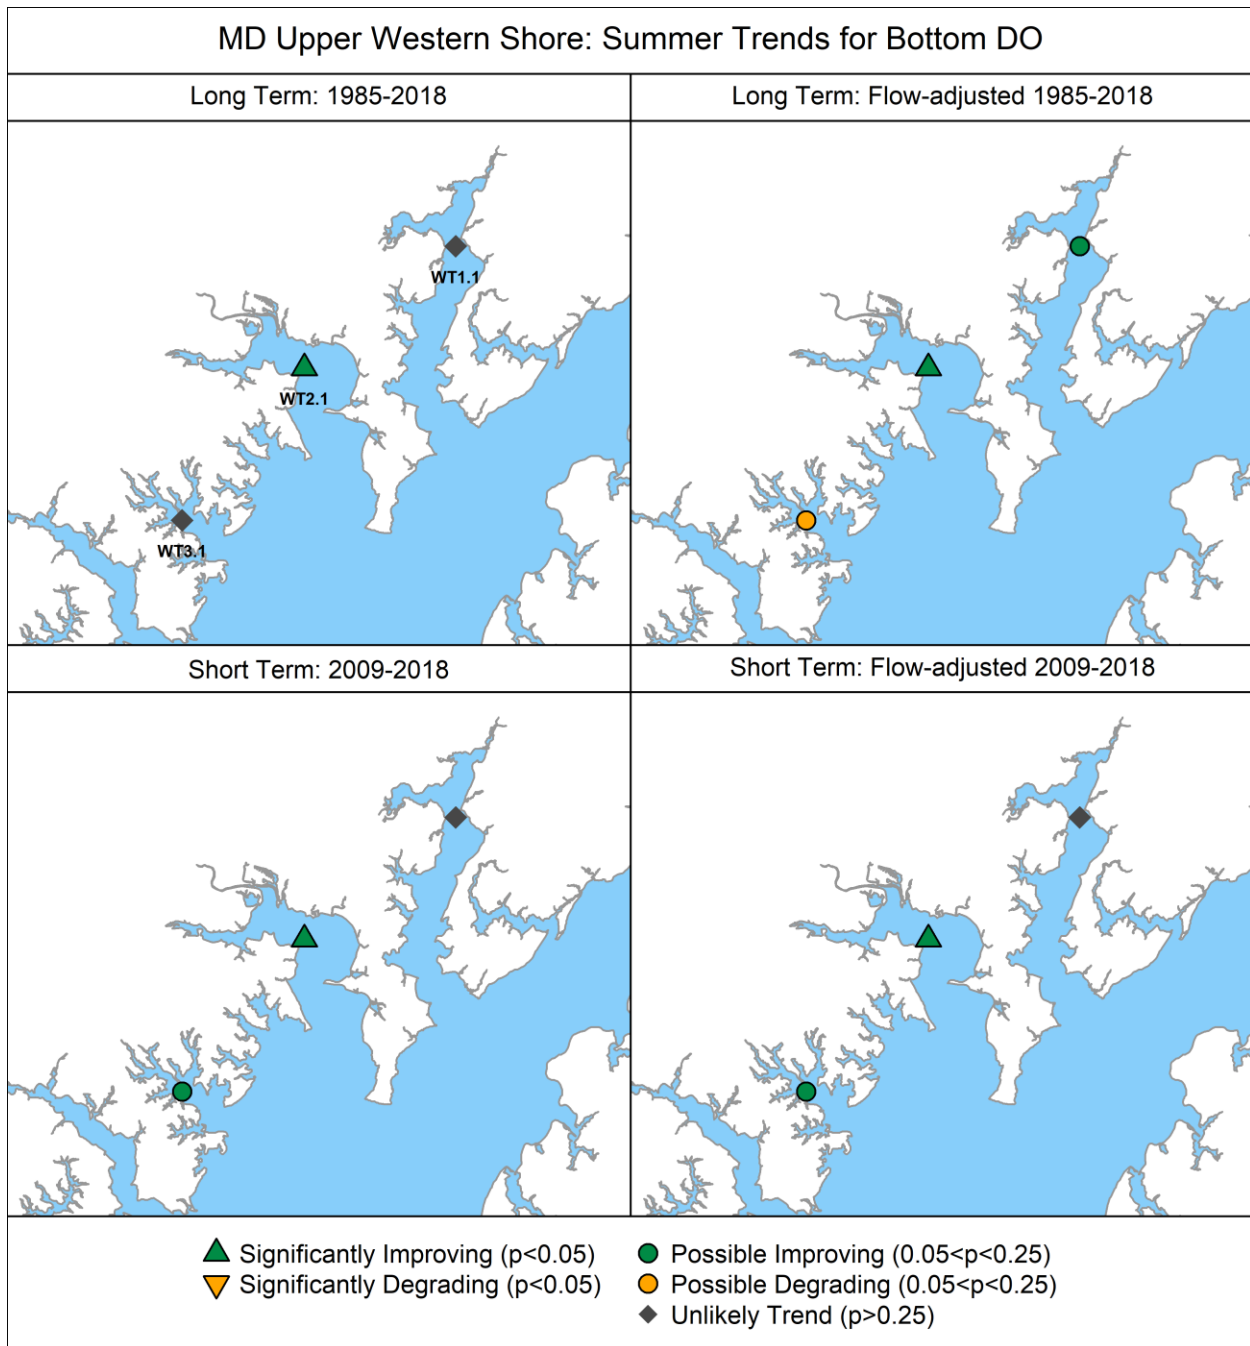 MD Upper Western Shore: Summer Trends for Bottom DO
Long Term: 1985-2018
Long Term: Flow-adjusted 1985-2018
WT1.1
WT2.1
WT3.1
Short Term: 2009-2018
Short Term: Flow-adjusted 2009-2018
Significantly Improving (p<0.05)
Possible Improving (0.05<p<0.25)
Significantly Degrading (p<0.05)
Possible Degrading (0.05<p<0.25)
Unlikely Trend (p>0.25)